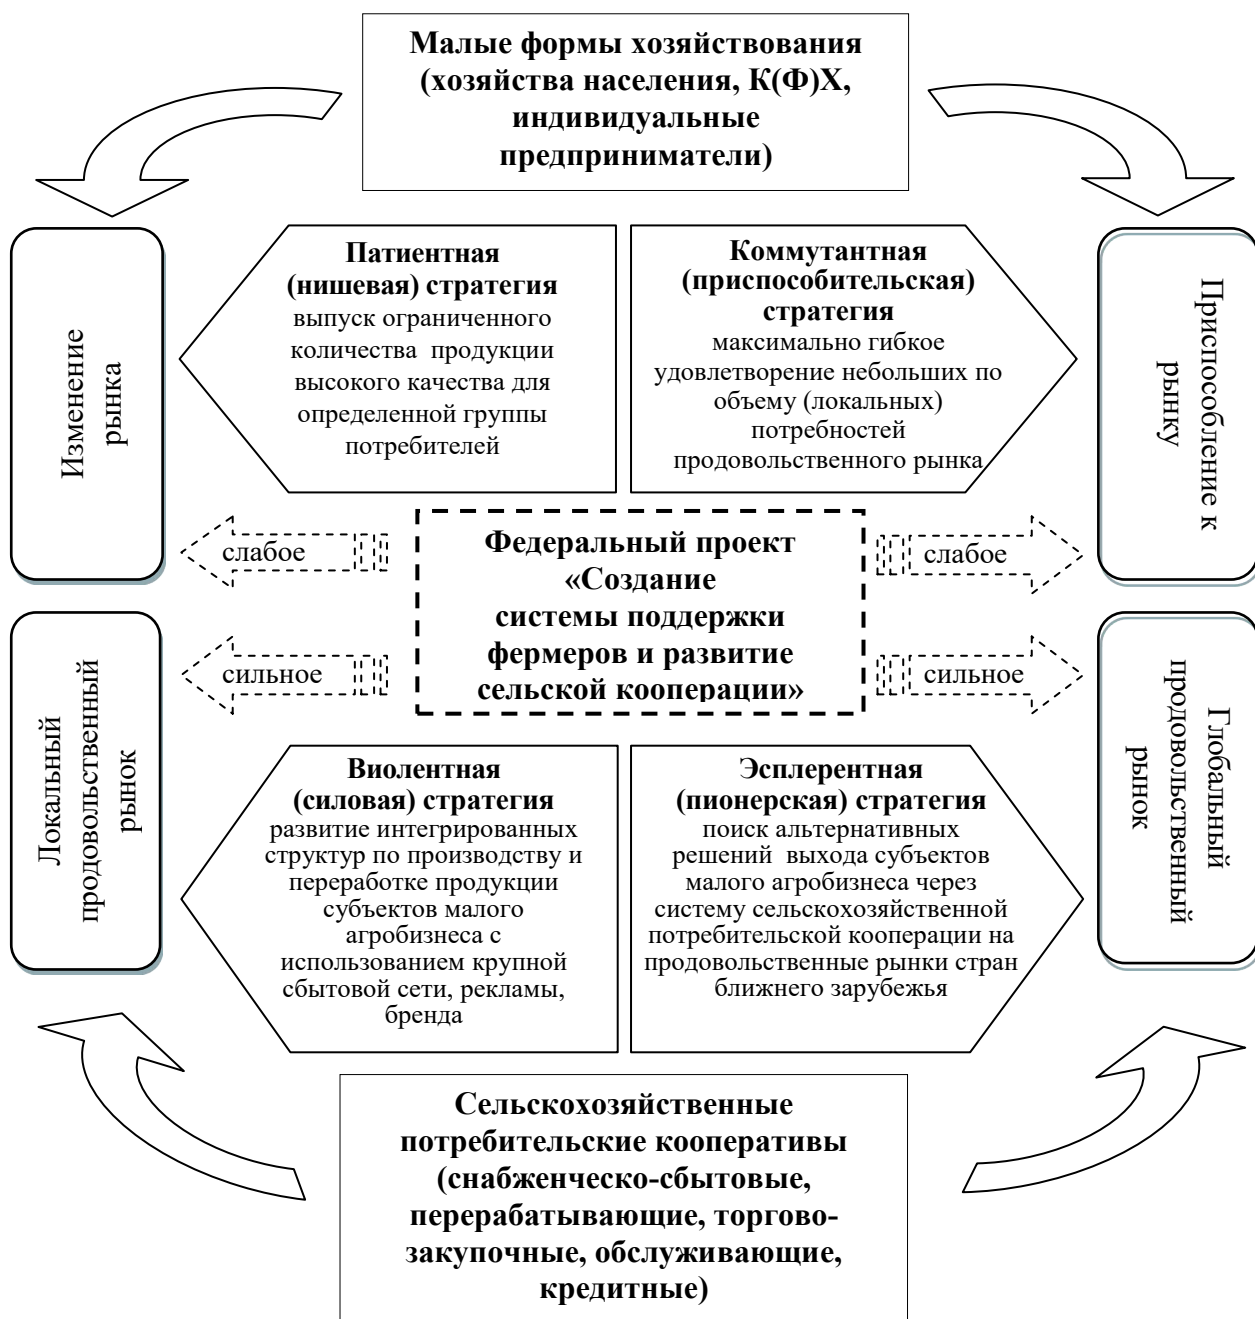 Малые формы хозяйствования
(хозяйства населения, К(Ф)Х,
индивидуальные
предприниматели)
Изменение
рынка
Патиентная
(нишевая) стратегия
выпуск ограниченного
количества продукции
высокого качества для
определенной группы
потребителей
Коммутантная
(приспособительская)
стратегия
максимально гибкое
удовлетворение небольших по
объему (локальных)
потребностей
продовольственного рынка
Приспособление к
рынку
слабое
Федеральный проект
«Создание
системы поддержки
фермеров и развитие
сельской кооперации»
слабое
сильное
сильное
Локальный
продовольственный
рынок
Виолентная
(силовая) стратегия
развитие интегрированных
структур по производству и
переработке продукции
субъектов малого
агробизнеса с
использованием крупной
сбытовой сети, рекламы,
бренда
Эсплерентная
(пионерская) стратегия
поиск альтернативных
решений выхода субъектов
малого агробизнеса через
систему сельскохозяйственной
потребительской кооперации на
продовольственные рынки стран
ближнего зарубежья
Глобальный
продовольственный
рынок
Сельскохозяйственные
потребительские кооперативы
(снабженческо-сбытовые,
перерабатывающие, торгово-
закупочные, обслуживающие,
кредитные)